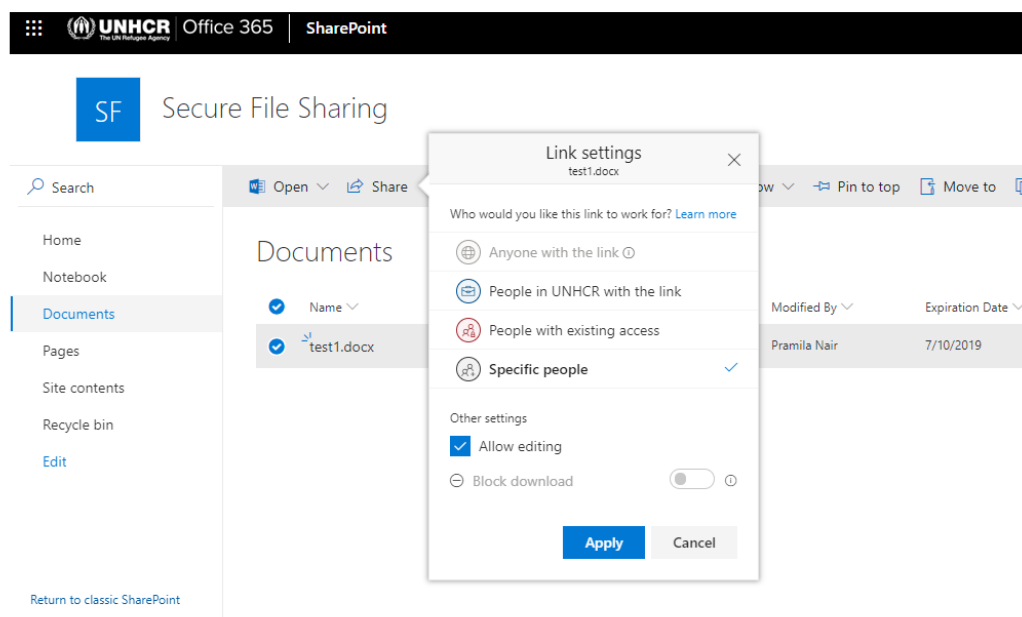 UNHCR
The UN Refugee Agency
Office 365
SharePoint
SF
Secure File Sharing
Search
Open
Share
Pin to top
Move to
Home
Notebook
Documents
Pages
Site contents
Recycle bin
Edit
Return to classic SharePoint
Documents
Name
Modified By
Expiration Date
test1.docx
Pramila Nair
7/10/2019
Link settings
test1.docx
Who would you like this link to work for? Learn more
Anyone with the link
People in UNHCR with the link
People with existing access
Specific people
Other settings
Allow editing
Block download
Apply
Cancel